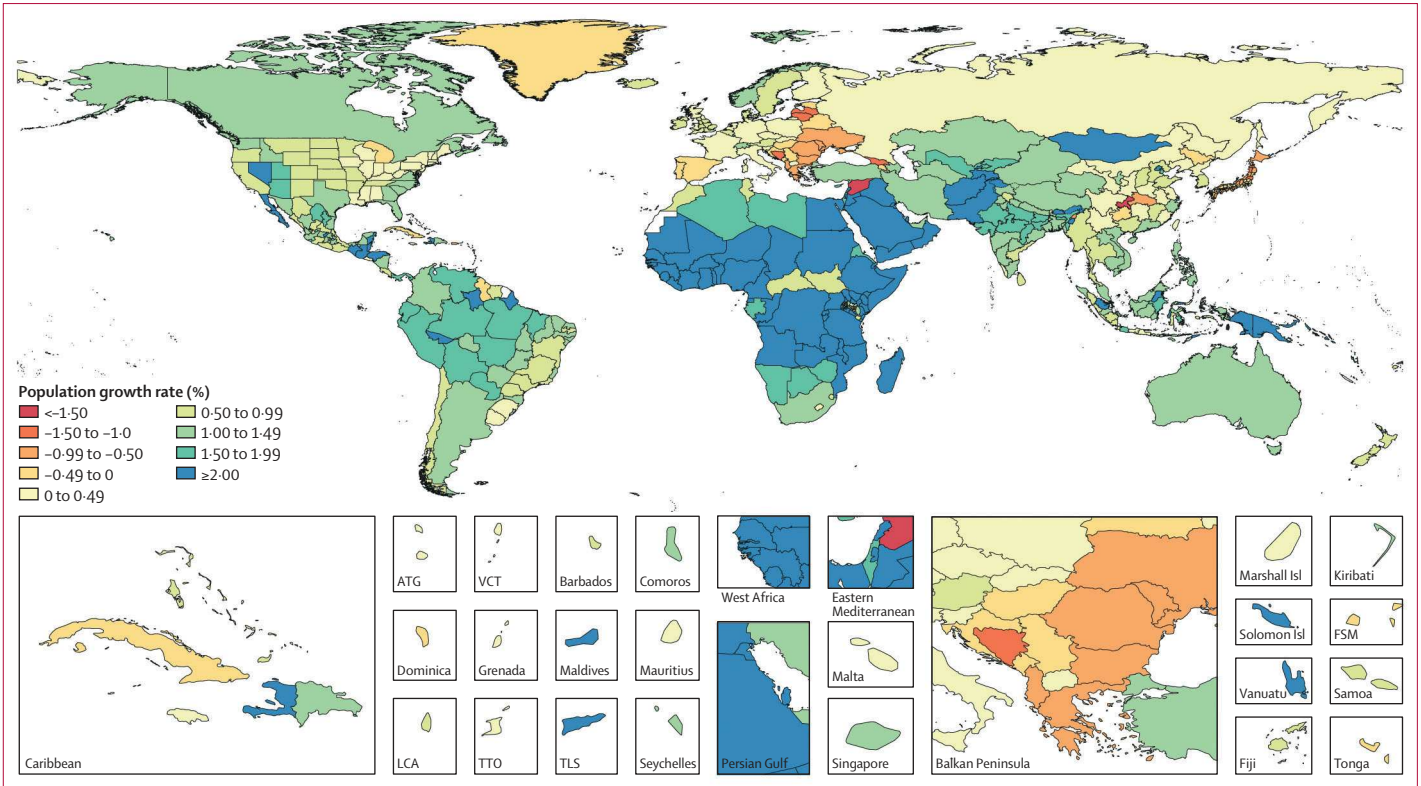 Population growth rate (%)
<–1·50
–1·50 to –1·0
–0·99 to –0·50
–0·49 to 0
0 to 0·49
0·50 to 0·99
1·00 to 1·49
1·50 to 1·99
≥2·00
Caribbean
ATG
VCT
Barbados
Comoros
West Africa
Eastern
Mediterranean
Dominica
Grenada
Maldives
Mauritius
Malta
LCA
TTO
TLS
Seychelles
Persian Gulf
Singapore
Balkan Peninsula
Marshall Isl
Kiribati
Solomon Isl
FSM
Vanuatu
Samoa
Fiji
Tonga